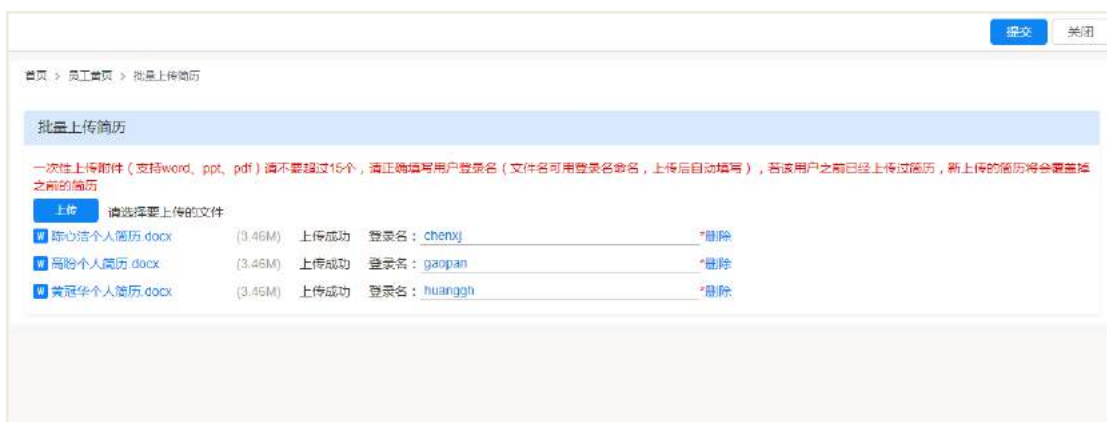 提交 关闭
首页 > 员工黄页 > 批量上传简历
批量上传简历
一次性上传附件（支持word、ppt、pdf）请不要超过15个，请正确填写用户登录名（文件名可用登录名命名，上传后自动填写），若该用户之前已经上传过简历，新上传的简历将会覆盖掉
之前的简历
上传 请选择要上传的文件
W 陈心洁个人简历.docx (3.46M) 上传成功 登录名：chenxj *删除
W 高盼个人简历.docx (3.46M) 上传成功 登录名：gaopan *删除
W 黄冠华个人简历.docx (3.46M) 上传成功 登录名：huanggh *删除